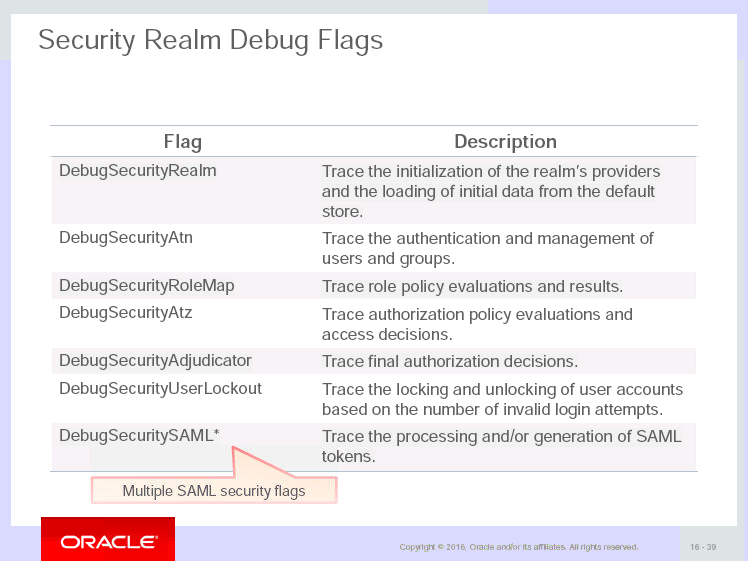 Security Realm Debug Flags
Flag Description
DebugSecurityRealm Trace the initialization of the realm's providers
and the loading of initial data from the default
store.
DebugSecurityAtn Trace the authentication and management of
users and groups.
DebugSecurityRoleMap Trace role policy evaluations and results.
DebugSecurityAtz Trace authorization policy evaluations and
access decisions.
DebugSecurityAdjudicator Trace final authorization decisions.
DebugSecurityUserLockout Trace the locking and unlocking of user accounts
based on the number of invalid login attempts.
DebugSecuritySAML* Trace the processing and/or generation of SAML
tokens.
Multiple SAML security flags
ORACLE
Copyright © 2016, Oracle and/or its affiliates. All rights reserved. 16 - 39